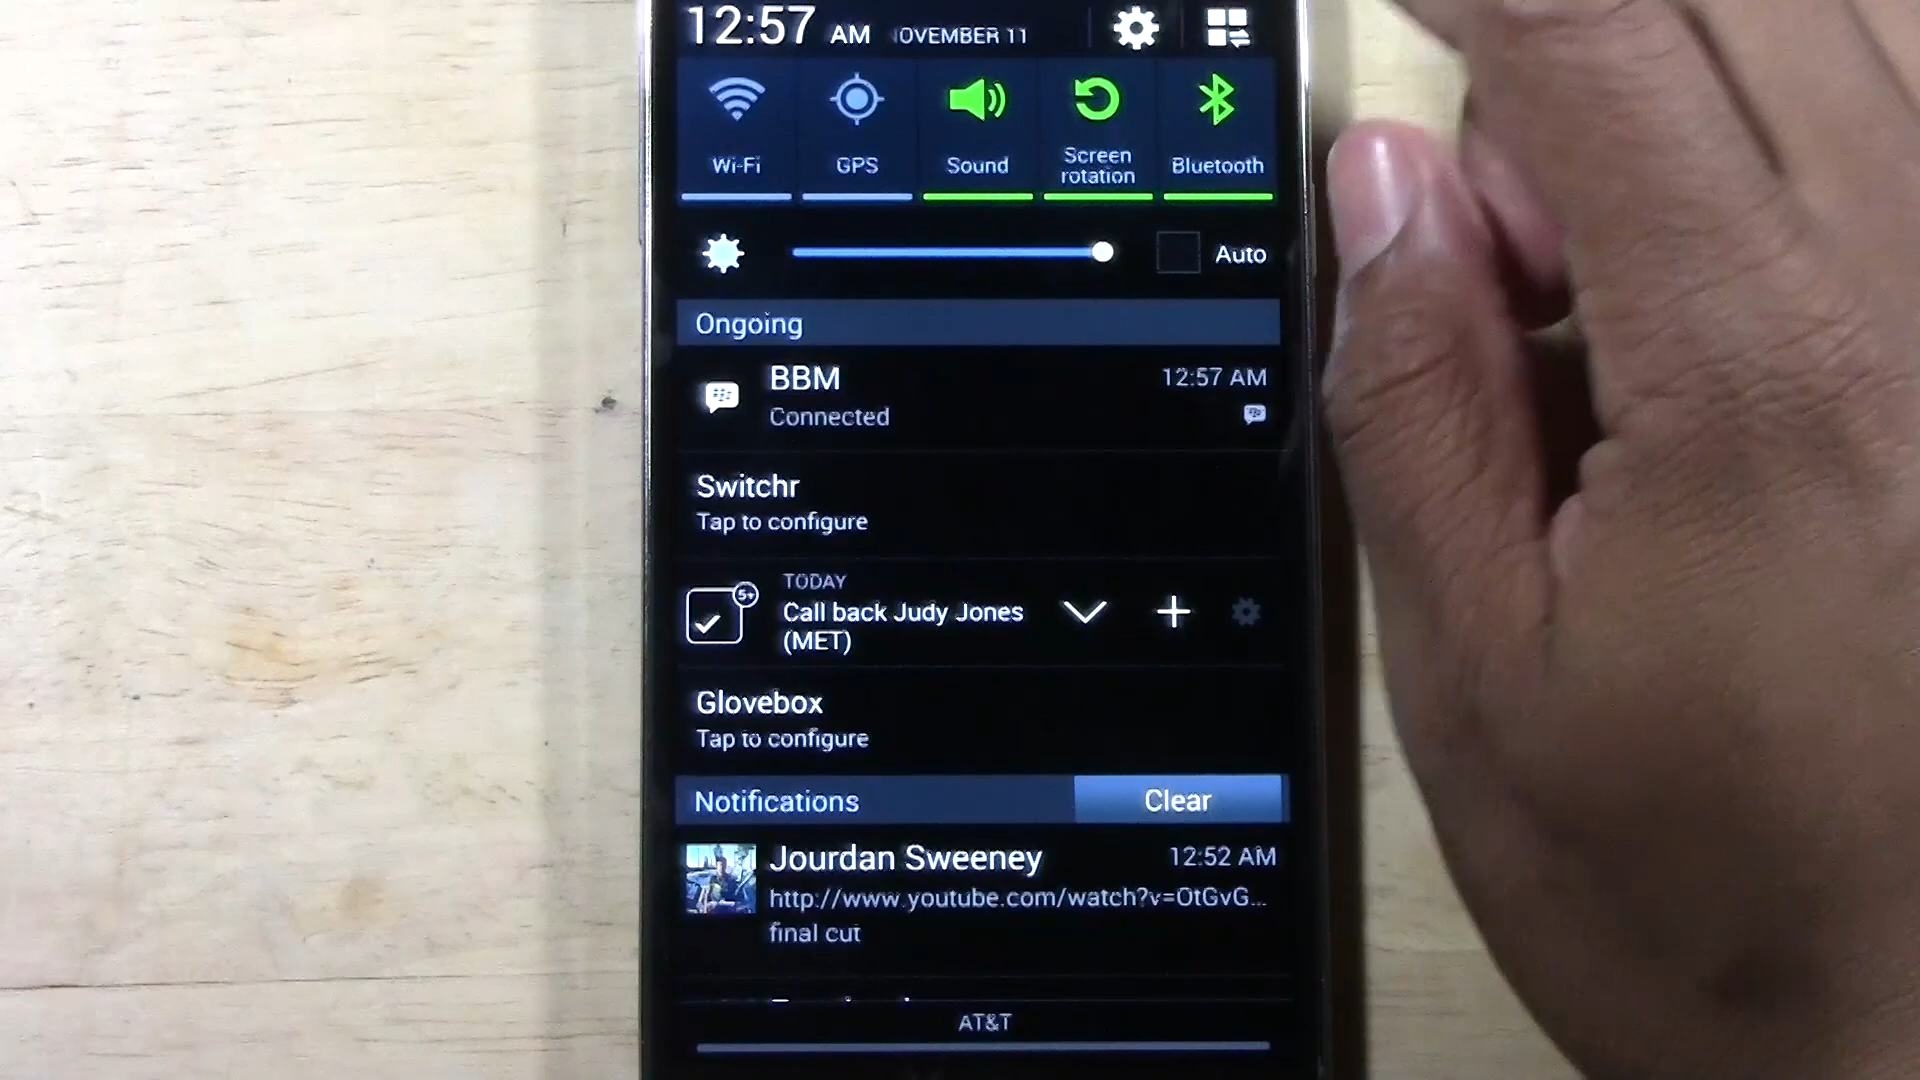 12:57 AM OVEMBER 11
Wi-Fi GPS Sound Screen rotation Bluetooth
Auto
Ongoing
BBM 12:57 AM
Connected
Switchr
Tap to configure
5+ TODAY
Call back Judy Jones
(MET)
Glovebox
Tap to configure
Notifications Clear
Jourdan Sweeney 12:52 AM
http://www.youtube.com/watch?v=OtGvG...
final cut
AT&T